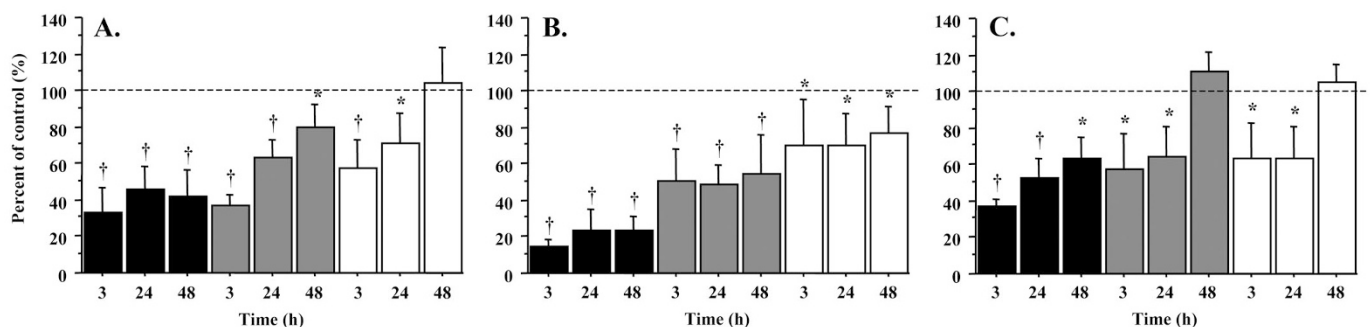 A.
Percent of control (%)
140
120
100
80
60
40
20
0
† † † † † * † *
3 24 48 3 24 48 3 24 48
Time (h)
B.
140
120
100
80
60
40
20
0
† † † † † † * * *
3 24 48 3 24 48 3 24 48
Time (h)
C.
140
120
100
80
60
40
20
0
† † * * * * *
3 24 48 3 24 48 3 24 48
Time (h)